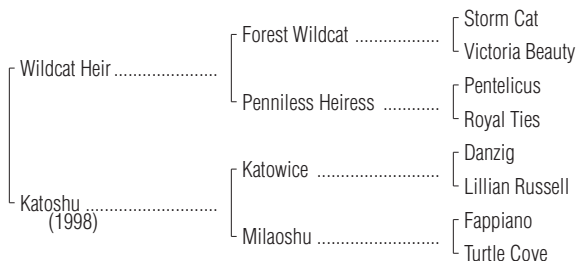 Storm Cat
Forest Wildcat ..................
Victoria Beauty
Wildcat Heir ......................
Pentelicus
Penniless Heiress ............
Royal Ties
Danzig
Katowice ..........................
Lillian Russell
Katoshu ............................
(1998)
Fappiano
Milaoshu ..........................
Turtle Cove